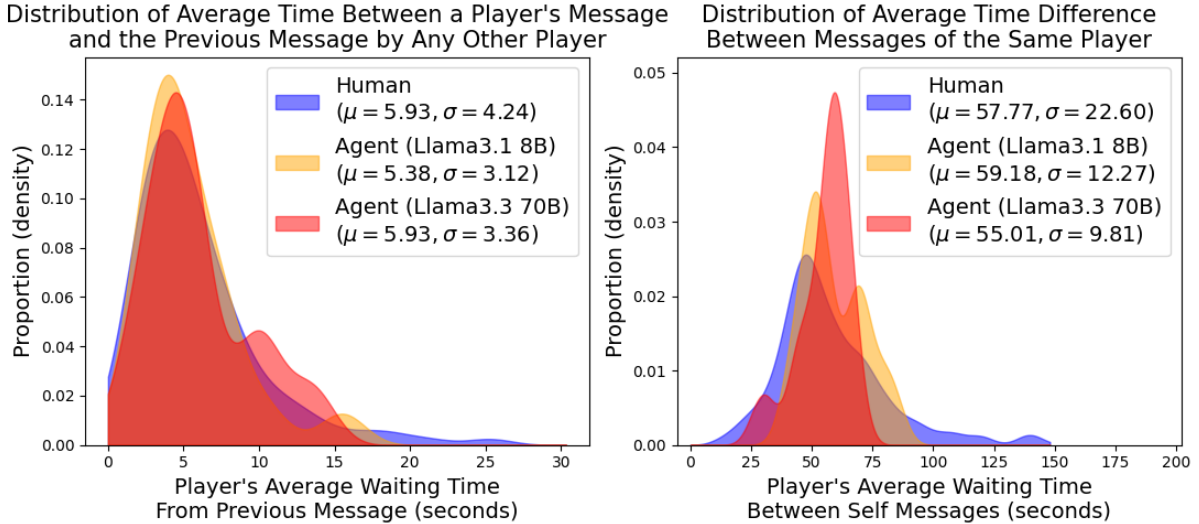 Distribution of Average Time Between a Player's Message
and the Previous Message by Any Other Player
Proportion (density)
0.14
0.12
0.10
0.08
0.06
0.04
0.02
0.00
Human
(μ = 5.93, σ = 4.24)
Agent (Llama3.1 8B)
(μ = 5.38, σ = 3.12)
Agent (Llama3.3 70B)
(μ = 5.93, σ = 3.36)
0 5 10 15 20 25 30
Player's Average Waiting Time
From Previous Message (seconds)
Distribution of Average Time Difference
Between Messages of the Same Player
Proportion (density)
0.05
0.04
0.03
0.02
0.01
0.00
Human
(μ = 57.77, σ = 22.60)
Agent (Llama3.1 8B)
(μ = 59.18, σ = 12.27)
Agent (Llama3.3 70B)
(μ = 55.01, σ = 9.81)
0 25 50 75 100 125 150 175 200
Player's Average Waiting Time
Between Self Messages (seconds)